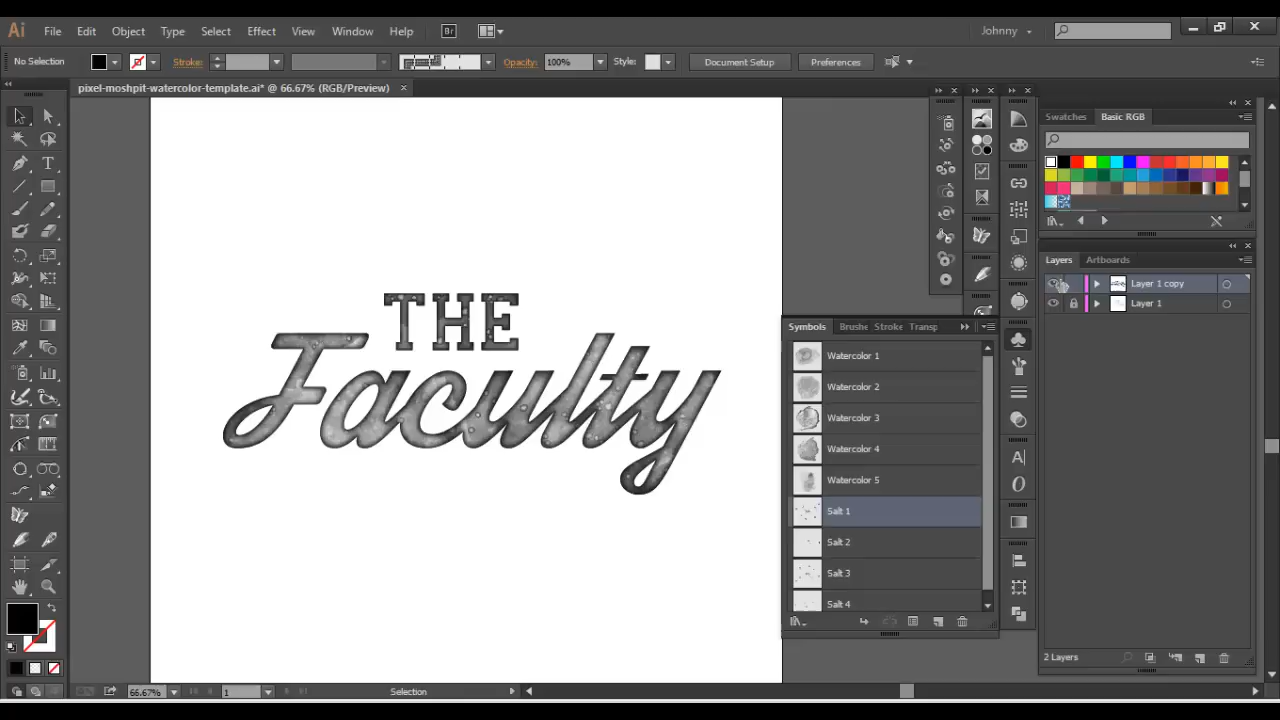 Ai File Edit Object Type Select Effect View Window Help Br Johnny
No Selection Stroke: Opacity: 100% Style: Document Setup Preferences
pixel-moshpit-watercolor-template.ai* @ 66.67% (RGB/Preview)
Swatches Basic RGB
THE
Faculty
Layers Artboards
Layer 1 copy
Layer 1
Symbols Brushe Stroke Transp
Watercolor 1
Watercolor 2
Watercolor 3
Watercolor 4
Watercolor 5
Salt 1
Salt 2
Salt 3
Salt 4
2 Layers
66.67% 1 Selection